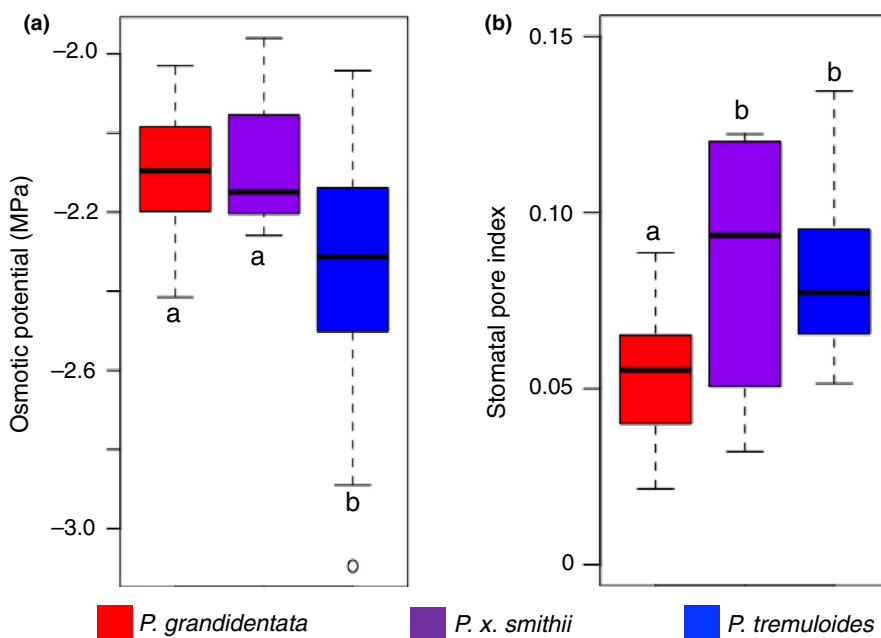 (a)
Osmotic potential (MPa)
–2.0
–2.2
–2.6
–3.0
a
a
b
(b)
Stomatal pore index
0.15
0.10
0.05
0
a
b
b
P. grandidentata
P. x. smithii
P. tremuloides